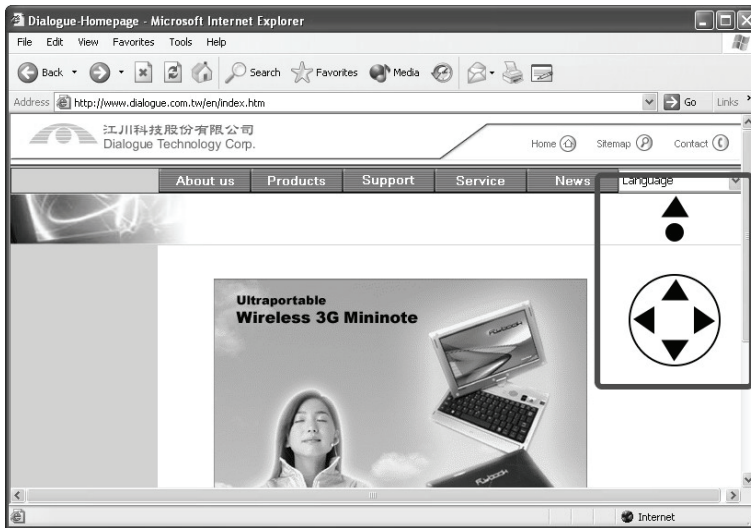 Dialogue-Homepage - Microsoft Internet Explorer
File Edit View Favorites Tools Help
Back Search Favorites Media
Address http://www.dialogue.com.tw/en/index.htm Go Links
江川科技股份有限公司
Dialogue Technology Corp.
Home Sitemap Contact
About us Products Support Service News Language
Ultraportable
Wireless 3G Mininote
Internet